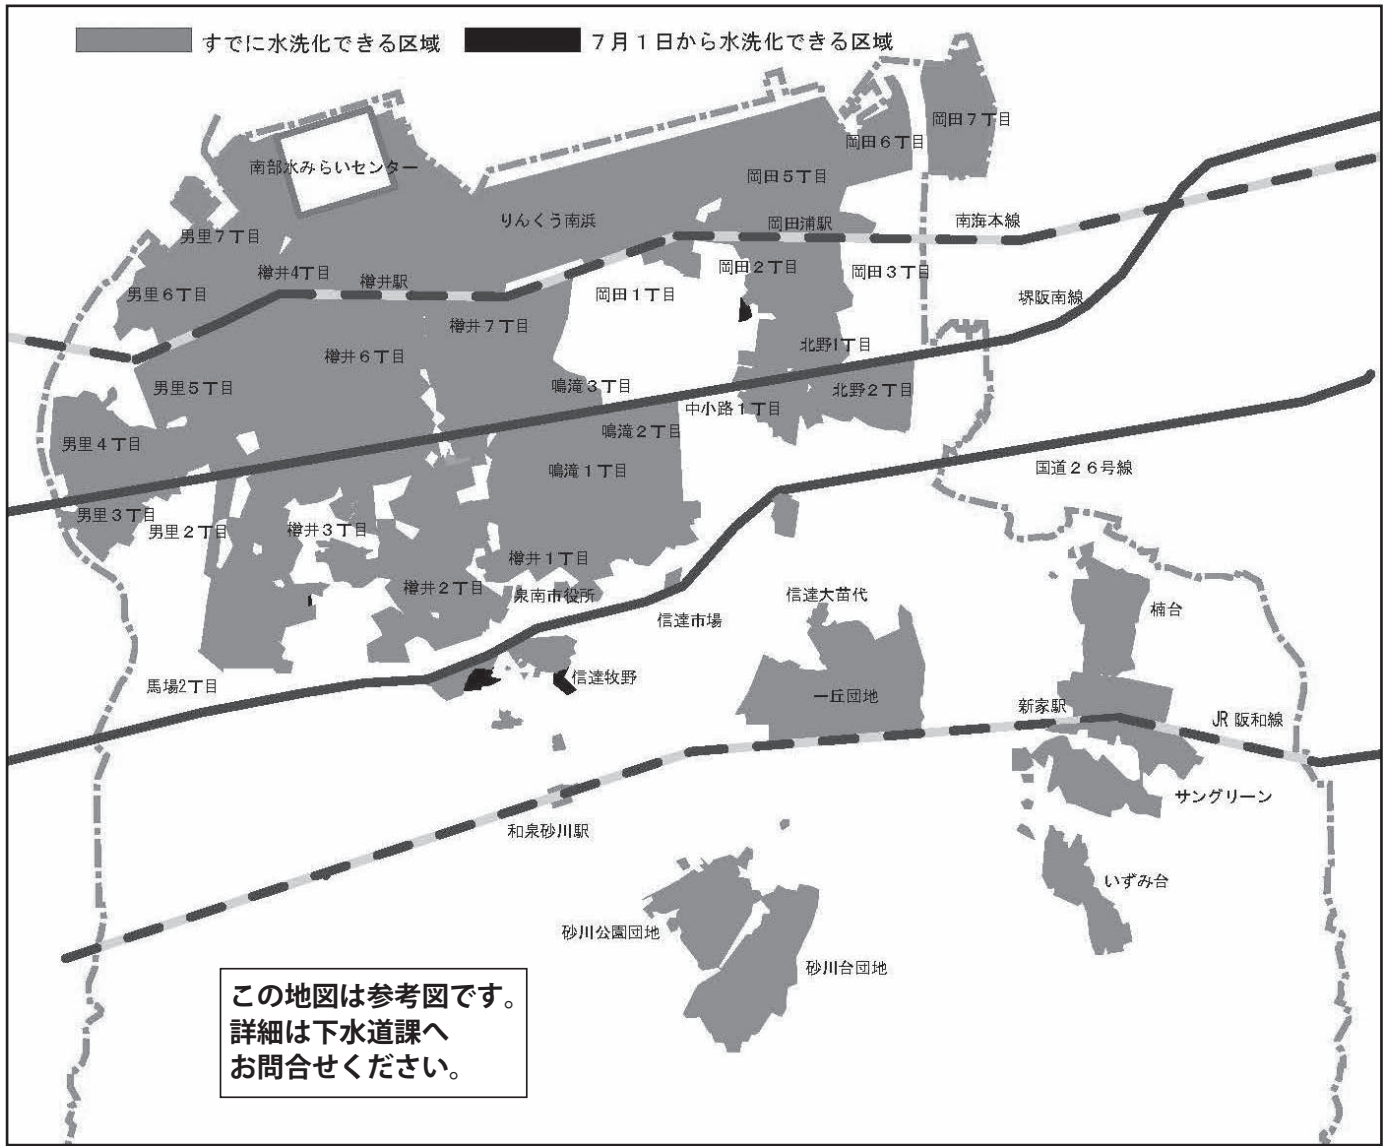 すでに水洗化できる区域
７月１日から水洗化できる区域
岡田７丁目
岡田６丁目
南部水みらいセンター
岡田５丁目
りんくう南浜
岡田浦駅
南海本線
男里７丁目
樽井4丁目
樽井駅
岡田２丁目
岡田３丁目
男里６丁目
岡田１丁目
堺阪南線
樽井７丁目
北野1丁目
樽井６丁目
男里５丁目
鳴滝３丁目
北野２丁目
中小路１丁目
鳴滝２丁目
男里４丁目
鳴滝１丁目
国道２６号線
男里３丁目
男里２丁目
樽井３丁目
樽井１丁目
樽井２丁目
泉南市役所
信達大苗代
楠台
信達市場
信達牧野
馬場2丁目
一丘団地
新家駅
JR 阪和線
サングリーン
和泉砂川駅
いずみ台
砂川公園団地
砂川台団地
この地図は参考図です。
詳細は下水道課へ
お問合せください。